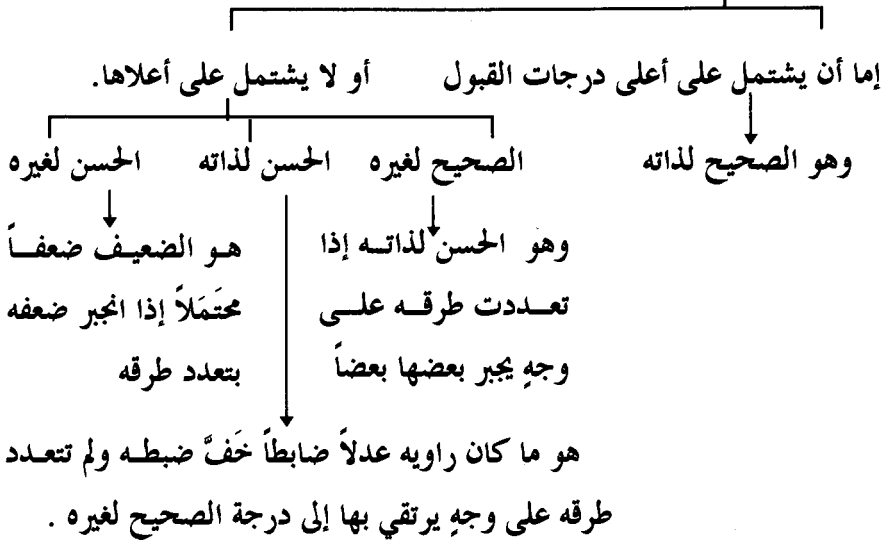 إما أن يشتمل على أعلى درجات القبول
أو لا يشتمل على أعلاها.
وهو الصحيح لذاته
الصحيح لغيره
الحسن لذاته
الحسن لغيره
وهو الحسن لذاته إذا
تعددت طرقه على
وجهٍ يجبر بعضها بعضاً
هو الضعيف ضعفاً
محتَمَلاً إذا انجبر ضعفه
بتعدد طرقه
هو ما كان راويه عدلاً ضابطاً خَفَّ ضبطه ولم تتعدد
طرقه على وجهٍ يرتقي بها إلى درجة الصحيح لغيره .